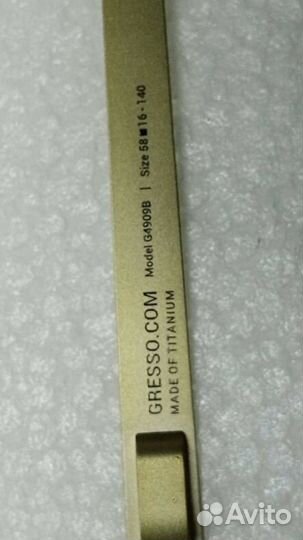 GRESSO.COM Model G4909B | Size 58■16-140
MADE OF TITANIUM
Avito